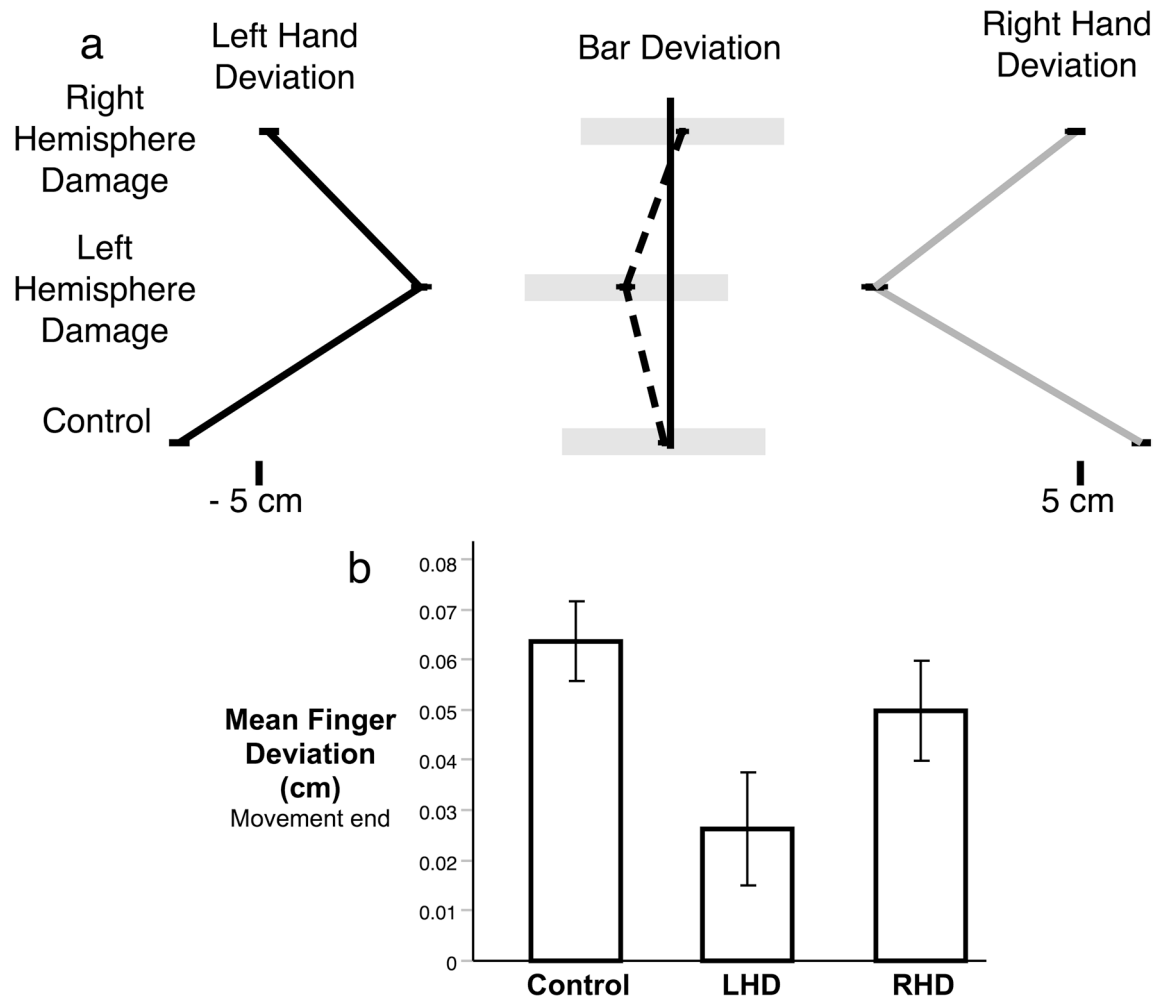 a
Left Hand
Deviation
Bar Deviation
Right Hand
Deviation
Right
Hemisphere
Damage
Left
Hemisphere
Damage
Control
- 5 cm
5 cm
b
0.08
0.07
0.06
0.05
0.04
0.03
0.02
0.01
0
Mean Finger
Deviation
(cm)
Movement end
Control
LHD
RHD